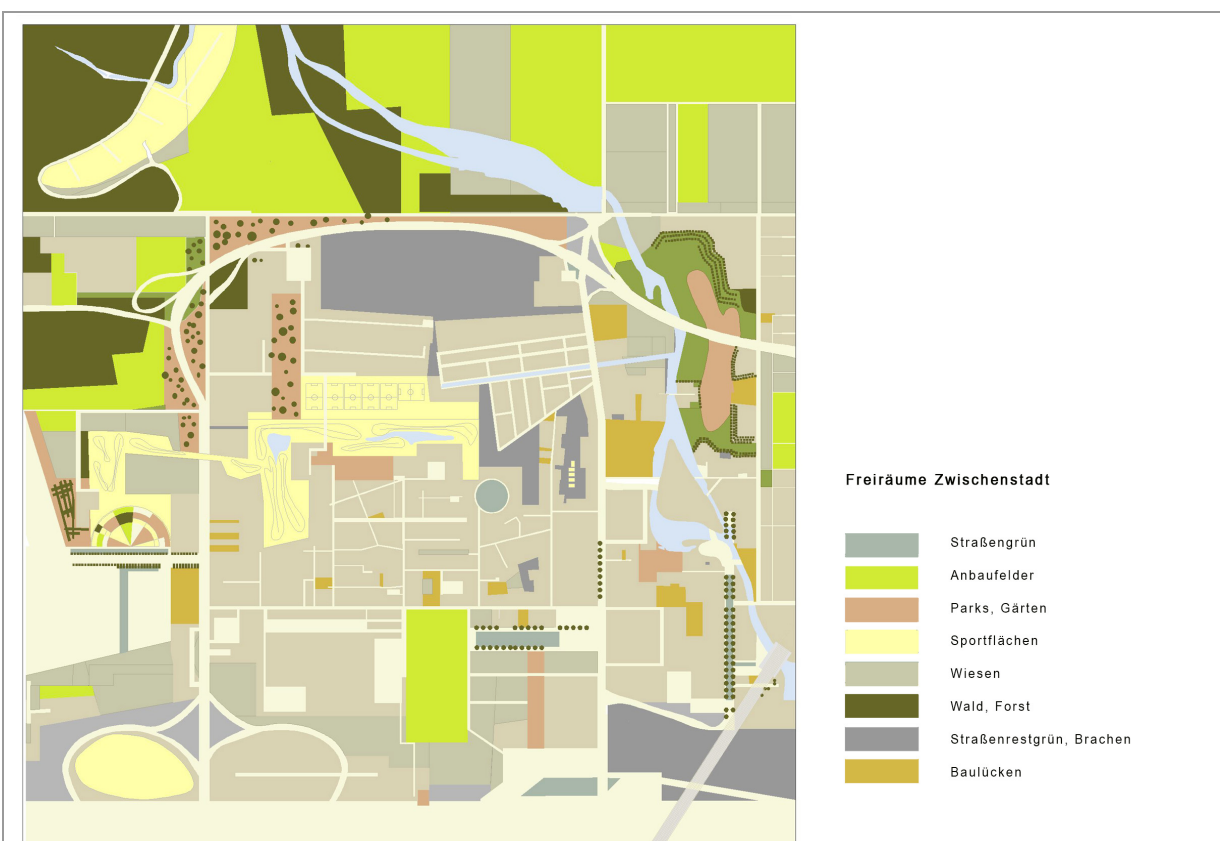 Freiräume Zwischenstadt
Straßengrün
Anbaufelder
Parks, Gärten
Sportflächen
Wiesen
Wald, Forst
Straßenrestgrün, Brachen
Baulücken